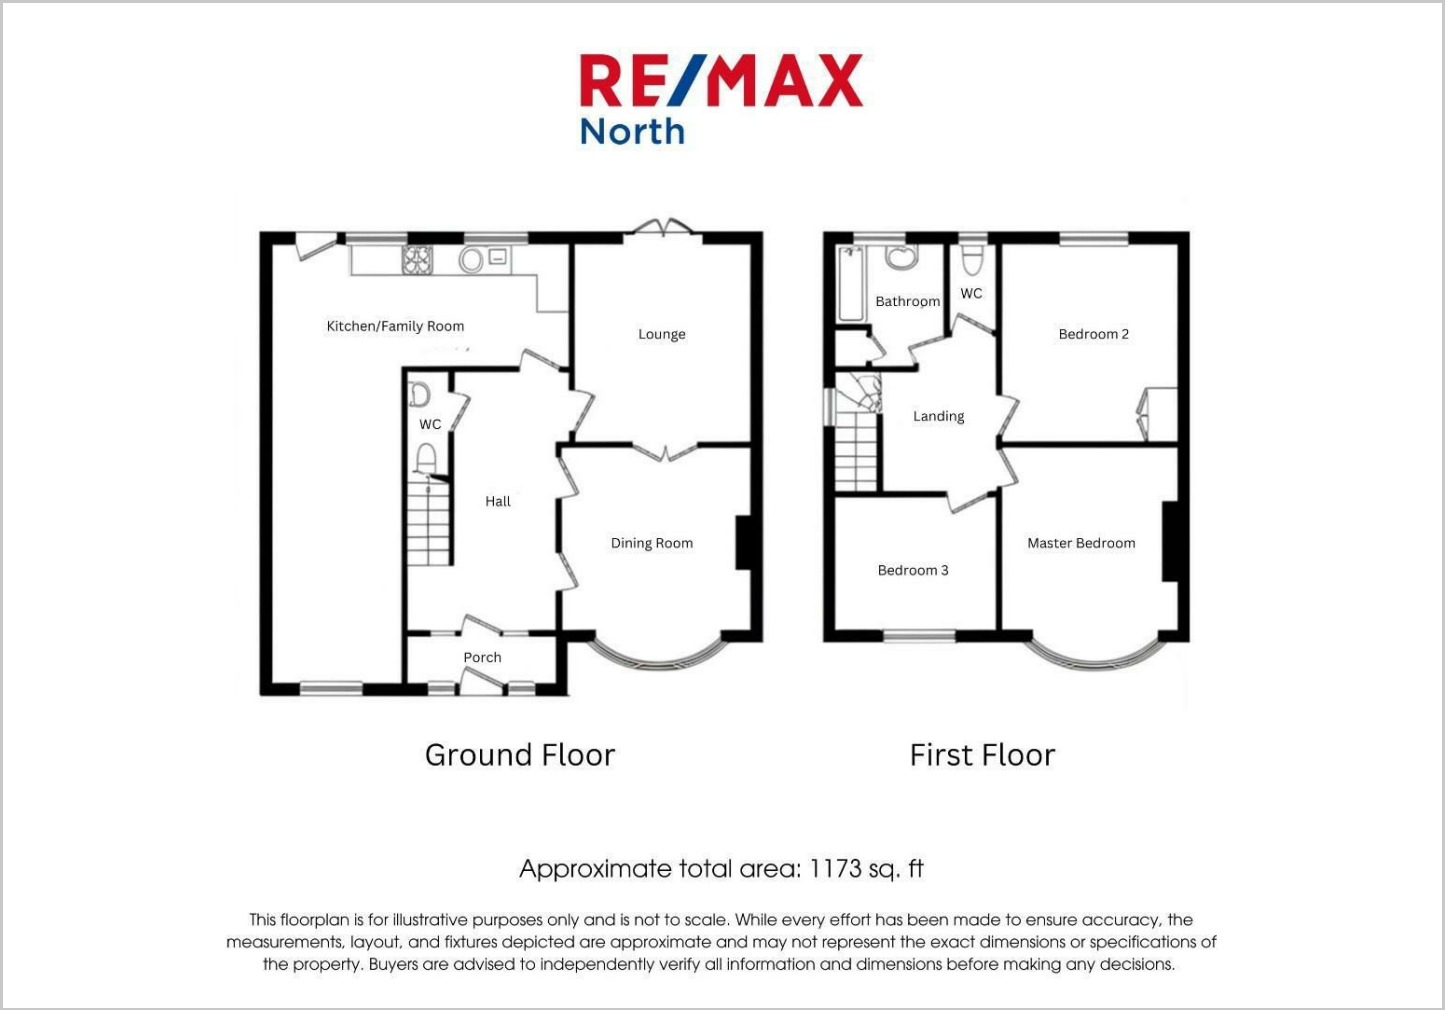 RE/MAX
North
Kitchen/Family Room
Lounge
WC
Hall
Dining Room
Porch
Bathroom
WC
Bedroom 2
Landing
Bedroom 3
Master Bedroom
Ground Floor
First Floor
Approximate total area: 1173 sq. ft
This floorplan is for illustrative purposes only and is not to scale. While every effort has been made to ensure accuracy, the
measurements, layout, and fixtures depicted are approximate and may not represent the exact dimensions or specifications of
the property. Buyers are advised to independently verify all information and dimensions before making any decisions.